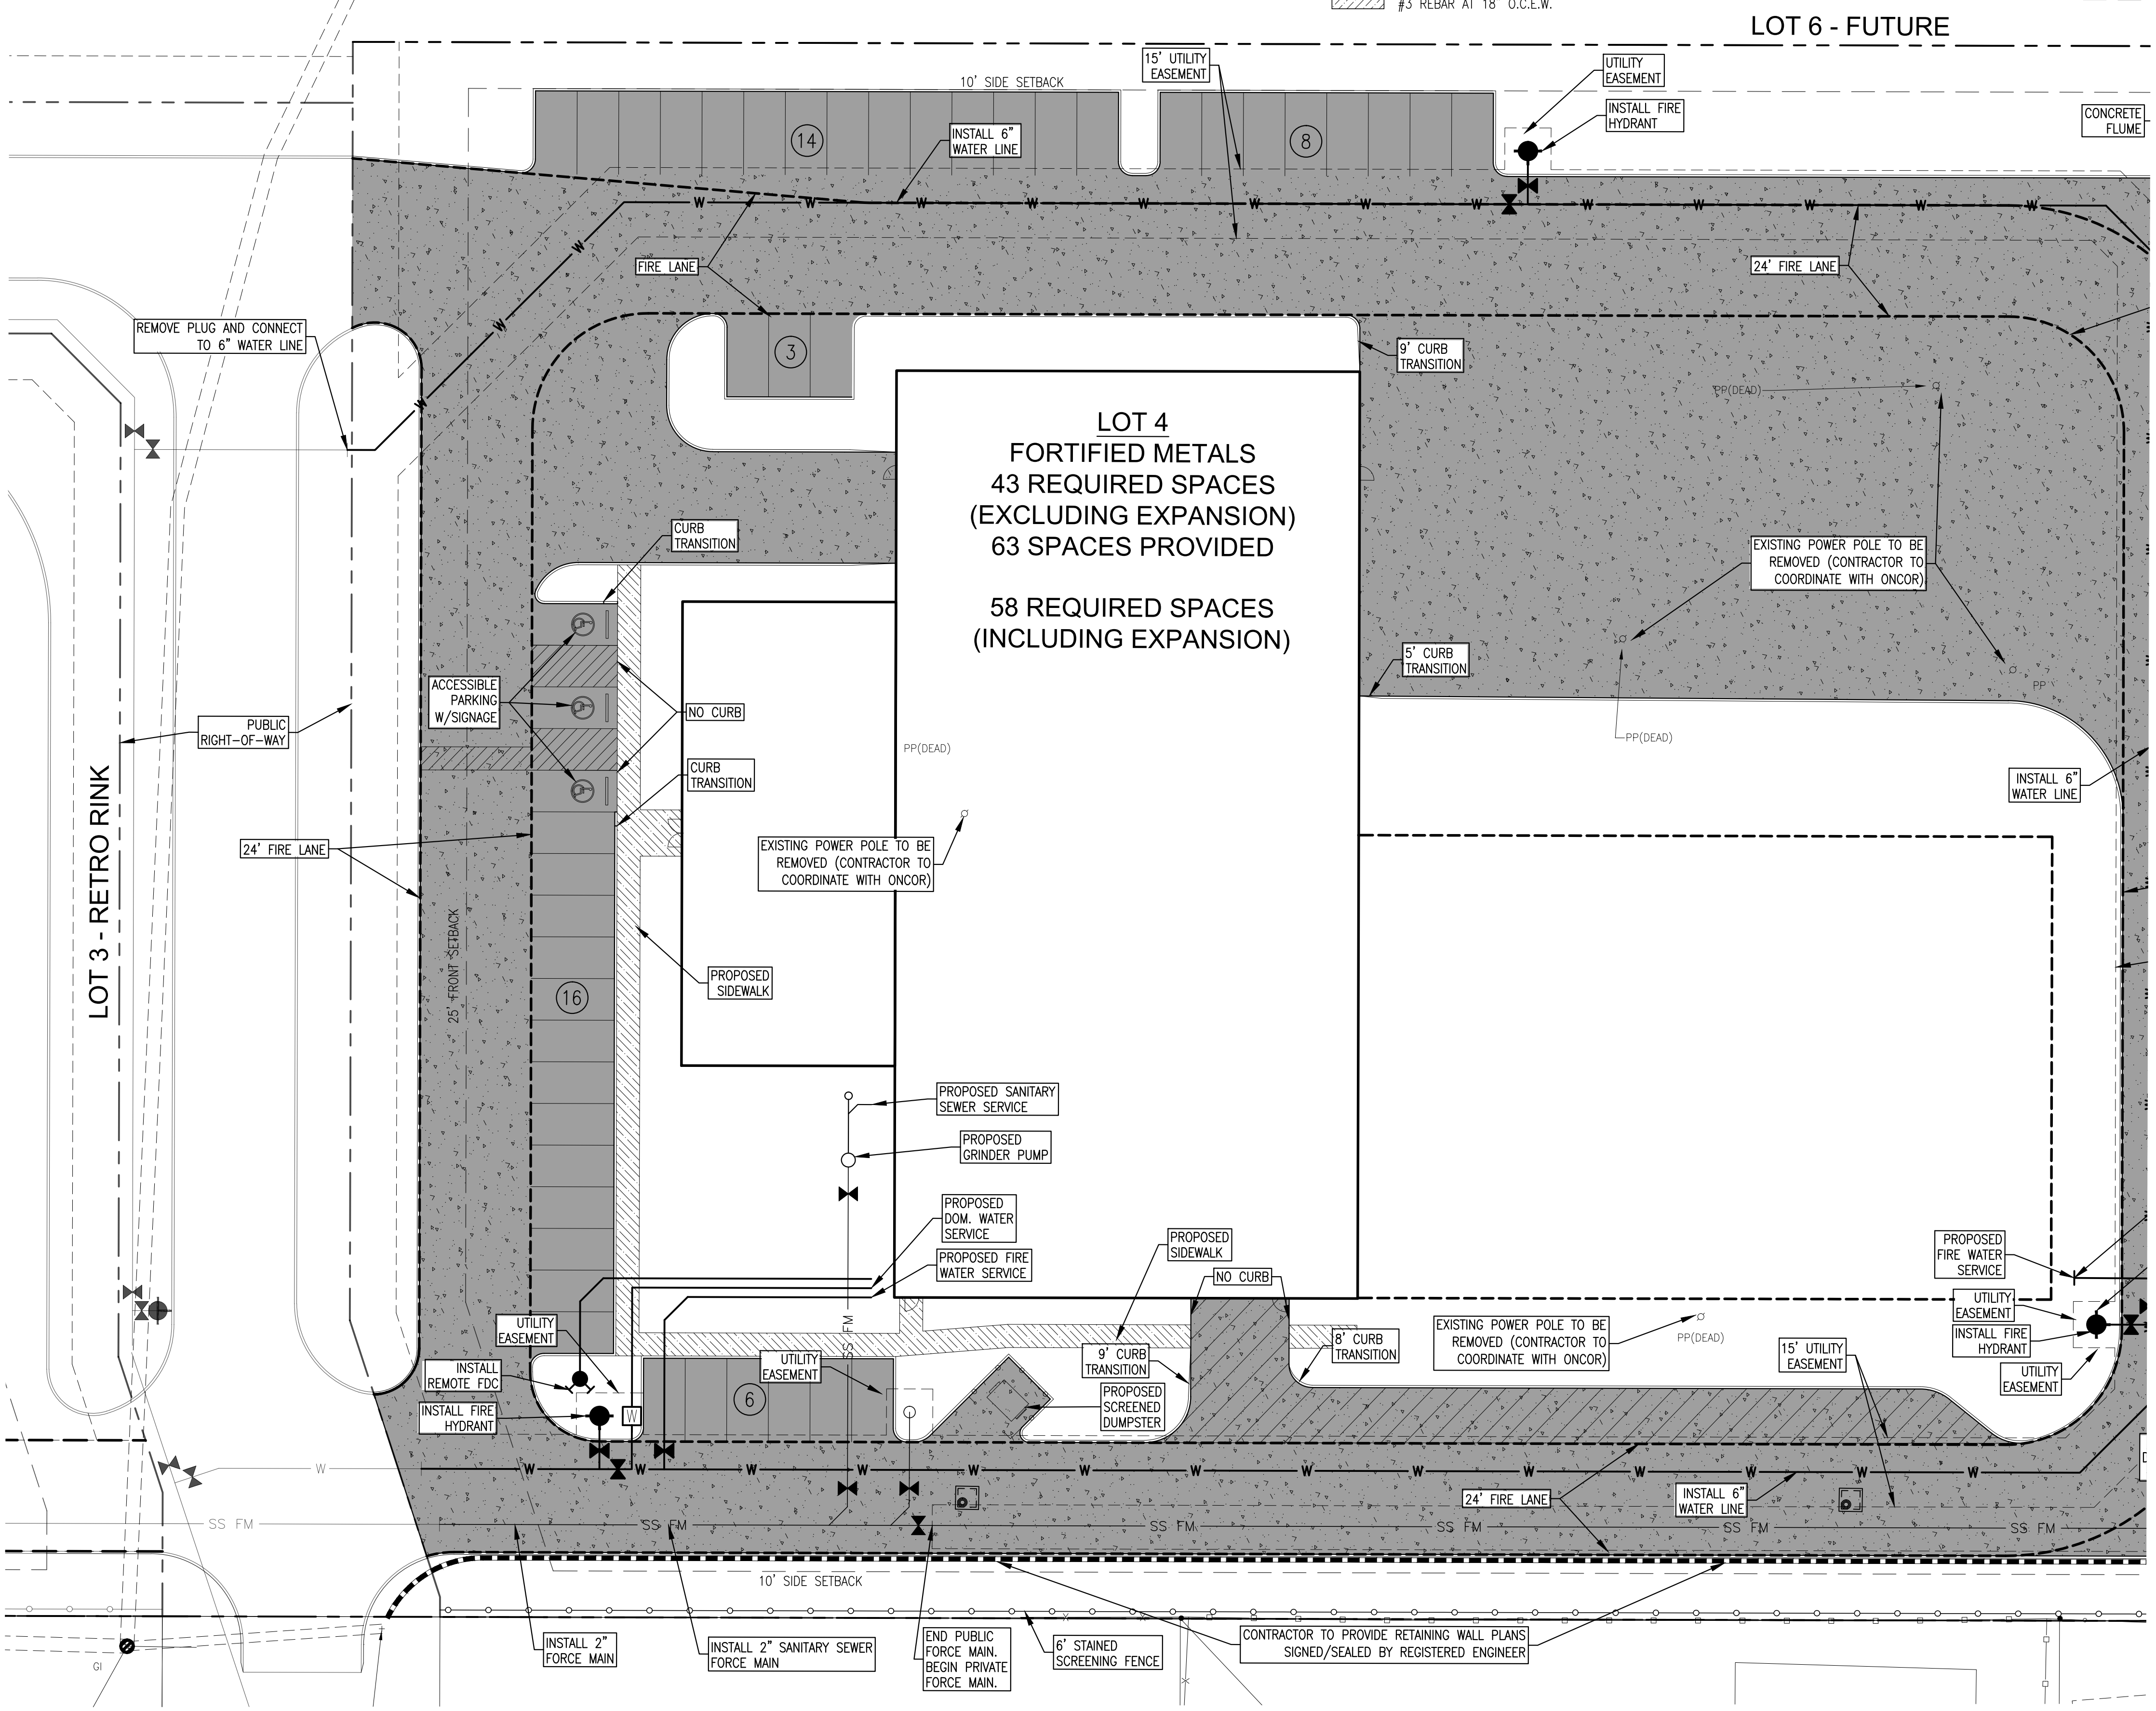 #3 REBAR AT 18" O.C.E.W.
LOT 6 - FUTURE
15' UTILITY
EASEMENT
UTILITY
EASEMENT
10' SIDE SETBACK
INSTALL FIRE
HYDRANT
CONCRETE
FLUME
14
INSTALL 6"
WATER LINE
8
W W W W W W W W W W W W W
W
FIRE LANE
24' FIRE LANE
W
REMOVE PLUG AND CONNECT
TO 6" WATER LINE
3
9' CURB
TRANSITION
PP(DEAD)
W
LOT 4
FORTIFIED METALS
43 REQUIRED SPACES
(EXCLUDING EXPANSION)
63 SPACES PROVIDED
58 REQUIRED SPACES
(INCLUDING EXPANSION)
CURB
TRANSITION
EXISTING POWER POLE TO BE
REMOVED (CONTRACTOR TO
COORDINATE WITH ONCOR)
5' CURB
TRANSITION
PP
ACCESSIBLE
PARKING
W/SIGNAGE
NO CURB
PUBLIC
RIGHT-OF-WAY
PP(DEAD)
PP(DEAD)
CURB
TRANSITION
INSTALL 6"
WATER LINE
LOT 3 - RETRO RINK
24' FIRE LANE
EXISTING POWER POLE TO BE
REMOVED (CONTRACTOR TO
COORDINATE WITH ONCOR)
25' FRONT SETBACK
PROPOSED
SIDEWALK
16
PROPOSED SANITARY
SEWER SERVICE
PROPOSED
GRINDER PUMP
PROPOSED
DOM. WATER
SERVICE
PROPOSED FIRE
WATER SERVICE
PROPOSED
SIDEWALK
NO CURB
PROPOSED
FIRE WATER
SERVICE
UTILITY
EASEMENT
SS FM
9' CURB
TRANSITION
8' CURB
TRANSITION
EXISTING POWER POLE TO BE
REMOVED (CONTRACTOR TO
COORDINATE WITH ONCOR)
PP(DEAD)
15' UTILITY
EASEMENT
UTILITY
EASEMENT
INSTALL FIRE
HYDRANT
UTILITY
EASEMENT
INSTALL
REMOTE FDC
UTILITY
EASEMENT
INSTALL FIRE
HYDRANT
W
6
PROPOSED
SCREENED
DUMPSTER
W W W W W W W W W W W W W W W
24' FIRE LANE
INSTALL 6"
WATER LINE
SS FM SS FM SS FM SS FM SS FM SS FM
10' SIDE SETBACK
INSTALL 2"
FORCE MAIN
INSTALL 2" SANITARY SEWER
FORCE MAIN
END PUBLIC
FORCE MAIN.
BEGIN PRIVATE
FORCE MAIN.
6' STAINED
SCREENING FENCE
CONTRACTOR TO PROVIDE RETAINING WALL PLANS
SIGNED/SEALED BY REGISTERED ENGINEER
GI